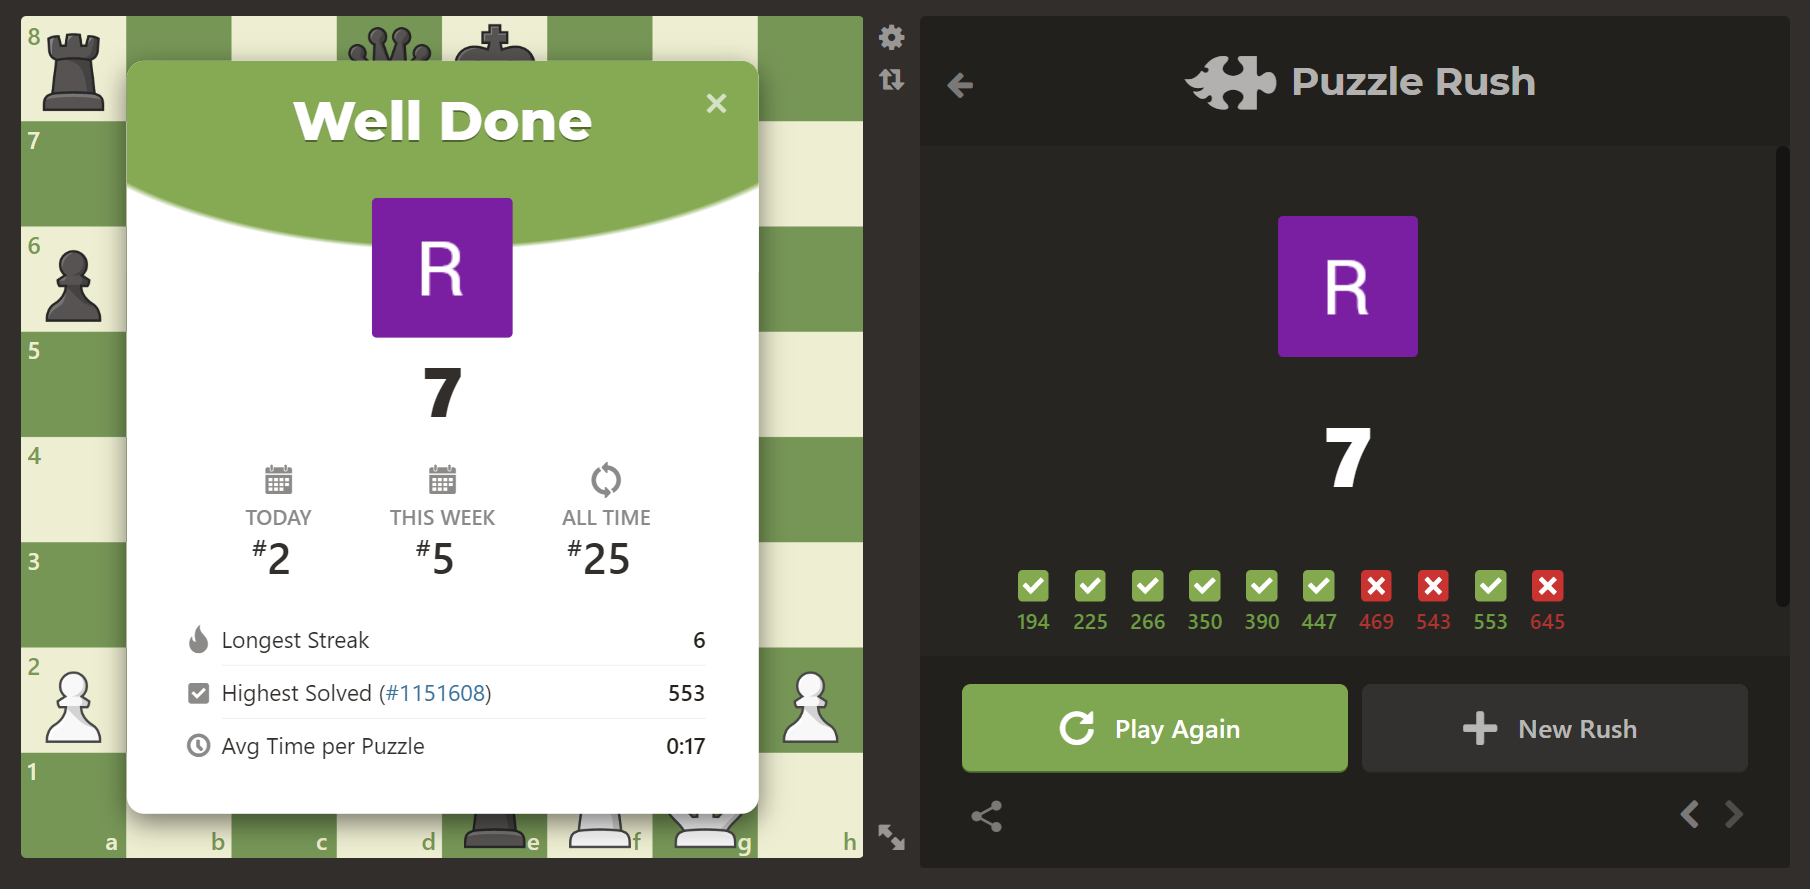 8
7
6
5
4
3
2
1
a
b
c
d
e
f
g
h
Well Done
R
7
TODAY
#2
THIS WEEK
#5
ALL TIME
#25
Longest Streak 6
Highest Solved (#1151608) 553
Avg Time per Puzzle 0:17
Puzzle Rush
R
7
194 225 266 350 390 447 469 543 553 645
Play Again
New Rush